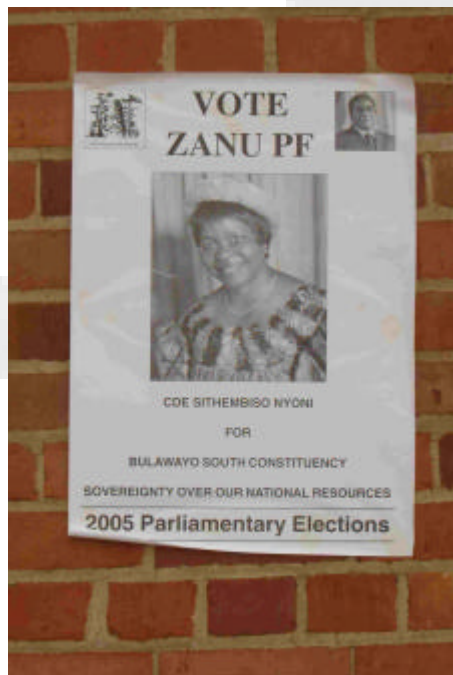 VOTE
ZANU PF
CDE SITHEMBISO NYONI
FOR
BULAWAYO SOUTH CONSTITUENCY
SOVEREIGNTY OVER OUR NATIONAL RESOURCES
2005 Parliamentary Elections